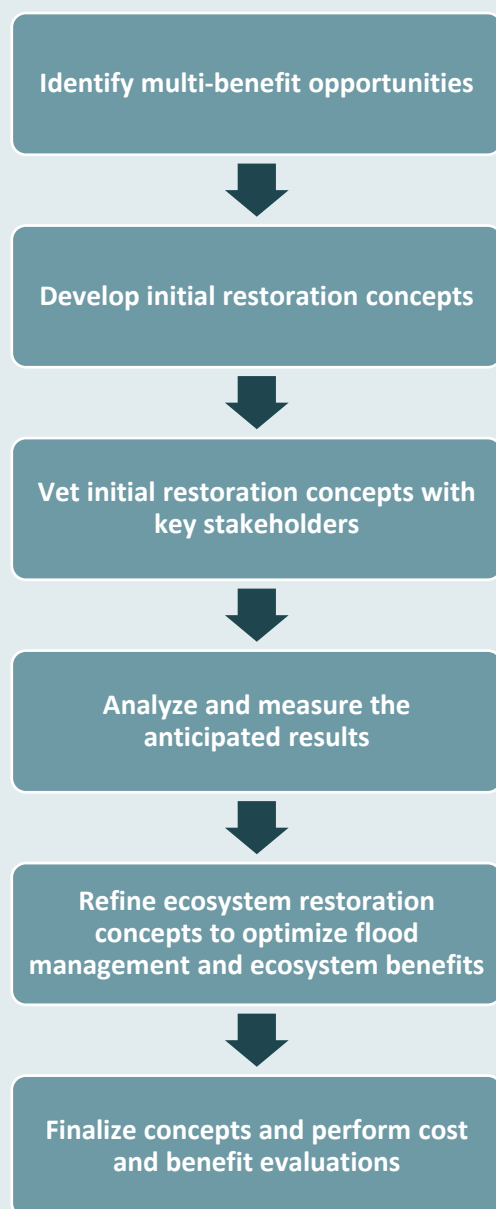 Identify multi-benefit opportunities
Develop initial restoration concepts
Vet initial restoration concepts with
key stakeholders
Analyze and measure the
anticipated results
Refine ecosystem restoration
concepts to optimize flood
management and ecosystem benefits
Finalize concepts and perform cost
and benefit evaluations